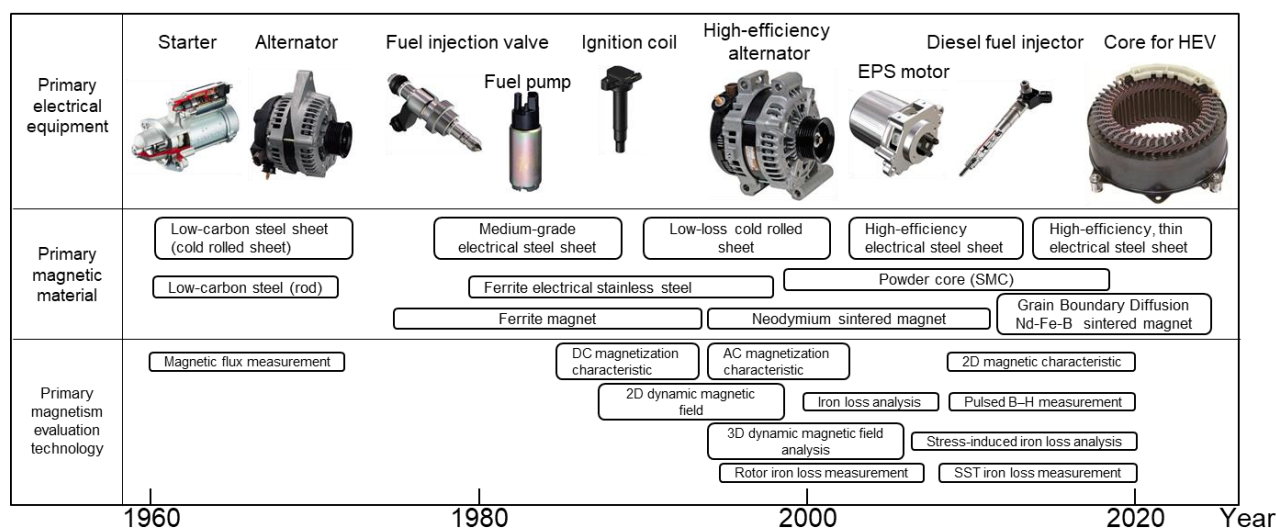 Primary
electrical
equipment
Starter
Alternator
Fuel injection valve
Fuel pump
Ignition coil
High-efficiency
alternator
EPS motor
Diesel fuel injector
Core for HEV
Primary
magnetic
material
Low-carbon steel sheet
(cold rolled sheet)
Medium-grade
electrical steel sheet
Low-loss cold rolled
sheet
High-efficiency
electrical steel sheet
High-efficiency, thin
electrical steel sheet
Low-carbon steel (rod)
Ferrite electrical stainless steel
Powder core (SMC)
Ferrite magnet
Neodymium sintered magnet
Grain Boundary Diffusion
Nd-Fe-B sintered magnet
Primary
magnetism
evaluation
technology
Magnetic flux measurement
DC magnetization
characteristic
AC magnetization
characteristic
2D magnetic characteristic
2D dynamic magnetic
field
Iron loss analysis
Pulsed B–H measurement
3D dynamic magnetic field
analysis
Stress-induced iron loss analysis
Rotor iron loss measurement
SST iron loss measurement
1960
1980
2000
2020
Year